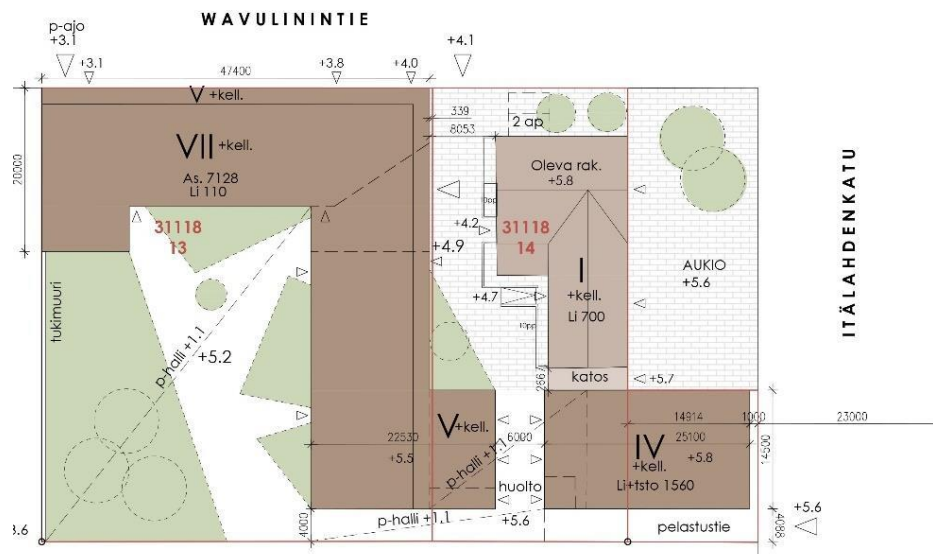 WAVULININTIE
p-ajo
+3.1
+4.1
+3.1
+3.8
+4.0
47400
V +kell.
339
8053
2 ap
VII +kell.
As. 7128
Li 110
20000
Oleva rak.
+5.8
31118
13
+4.2
31118
14
+4.9
AUKIO
+5.6
ITÄLAHDENKATU
I
+kell.
Li 700
+4.7
10pp
tukimuuri
p-halli +1.1
+5.2
katos
+5.7
14914
1000
23000
22530
+5.5
V+kell.
6000
25100
IV
+kell.
+5.8
Li+tsto 1560
p-halli +1.1
huolto
4000
p-halli +1.1
+5.6
pelastustie
4088
+5.6